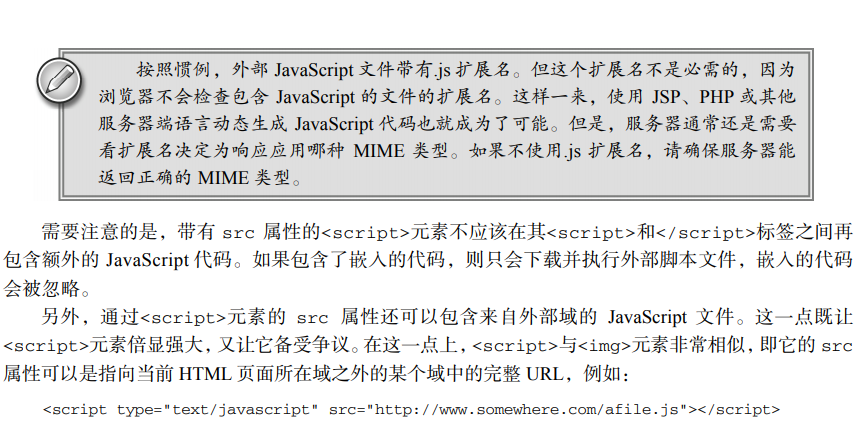 按照惯例，外部 JavaScript 文件带有.js 扩展名。但这个扩展名不是必需的，因为
浏览器不会检查包含 JavaScript 的文件的扩展名。这样一来，使用 JSP、PHP 或其他
服务器端语言动态生成 JavaScript 代码也就成为了可能。但是，服务器通常还是需要
看扩展名决定为响应应用哪种 MIME 类型。如果不使用.js 扩展名，请确保服务器能
返回正确的 MIME 类型。
需要注意的是，带有 src 属性的<script>元素不应该在其<script>和</script>标签之间再
包含额外的 JavaScript 代码。如果包含了嵌入的代码，则只会下载并执行外部脚本文件，嵌入的代码
会被忽略。
另外，通过<script>元素的 src 属性还可以包含来自外部域的 JavaScript 文件。这一点既让
<script>元素倍显强大，又让它备受争议。在这一点上，<script>与<img>元素非常相似，即它的 src
属性可以是指向当前 HTML 页面所在域之外的某个域中的完整 URL，例如：
<script type="text/javascript" src="http://www.somewhere.com/afile.js"></script>